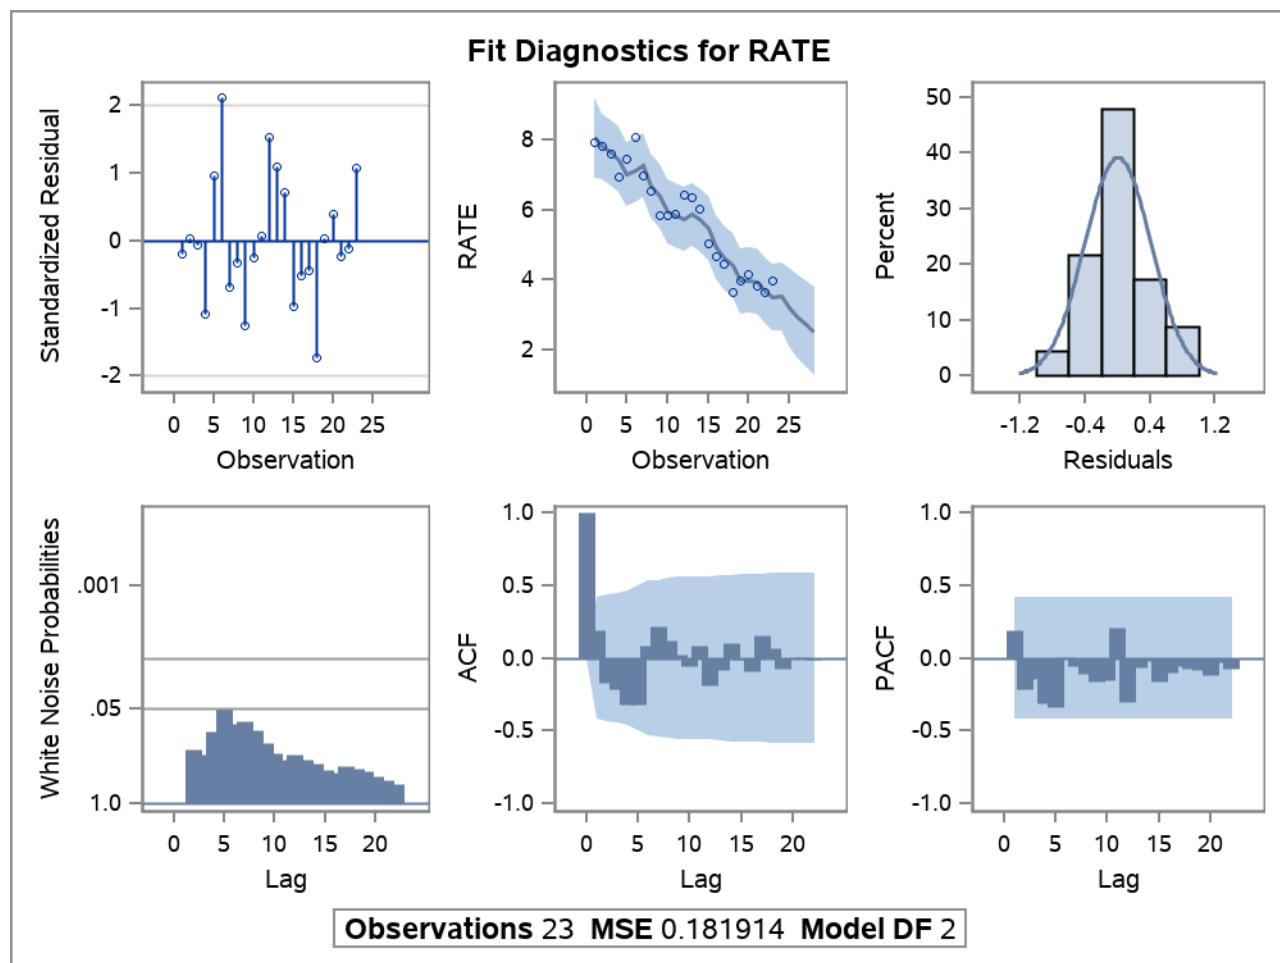 Fit Diagnostics for RATE
Standardized Residual
2
1
0
-1
-2
0 5 10 15 20 25
Observation
RATE
8
6
4
2
0 5 10 15 20 25
Observation
Percent
50
40
30
20
10
0
-1.2 -0.4 0.4 1.2
Residuals
White Noise Probabilities
.001
.05
1.0
0 5 10 15 20
Lag
ACF
1.0
0.5
0.0
-0.5
-1.0
0 5 10 15 20
Lag
PACF
1.0
0.5
0.0
-0.5
-1.0
0 5 10 15 20
Lag
Observations 23 MSE 0.181914 Model DF 2